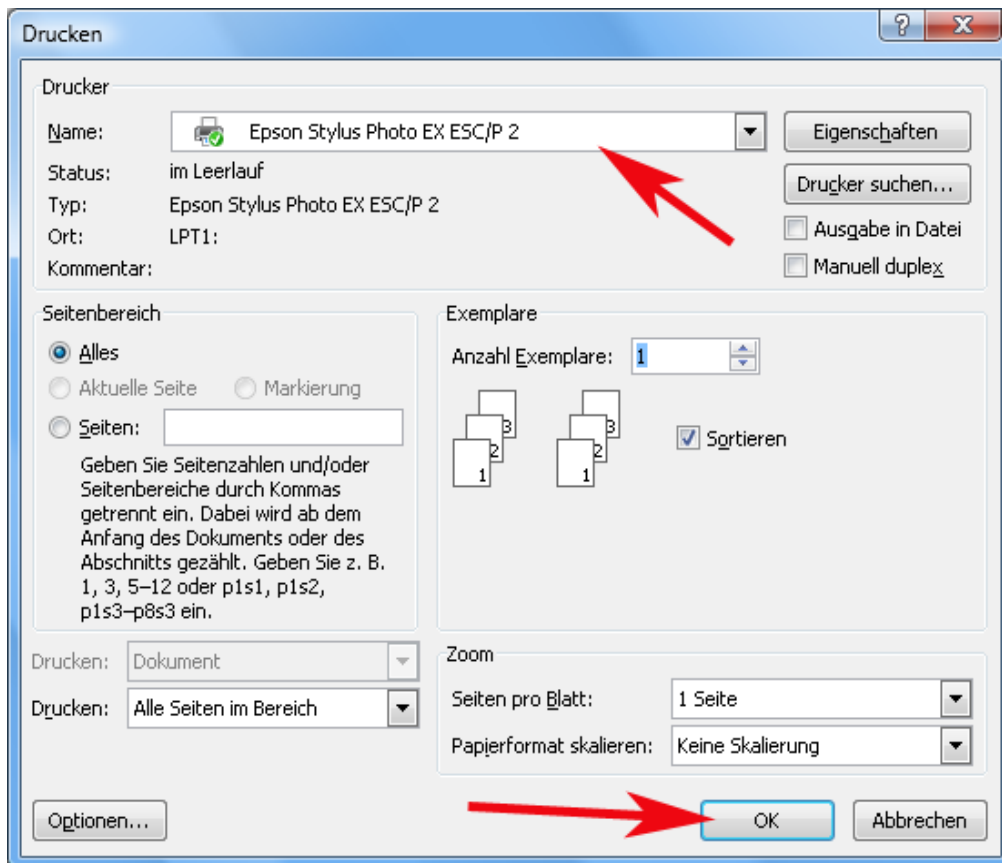 Drucken
Drucker
Name: Epson Stylus Photo EX ESC/P 2 Eigenschaften
Status: im Leerlauf Drucker suchen...
Typ: Epson Stylus Photo EX ESC/P 2
Ort: LPT1: Ausgabe in Datei
Kommentar: Manuell duplex
Seitenbereich
Alles
Aktuelle Seite Markierung
Seiten:
Geben Sie Seitenzahlen und/oder
Seitenbereiche durch Kommas
getrennt ein. Dabei wird ab dem
Anfang des Dokuments oder des
Abschnitts gezählt. Geben Sie z. B.
1, 3, 5–12 oder p1s1, p1s2,
p1s3–p8s3 ein.
Exemplare
Anzahl Exemplare: 1
3 3
2 2
1 1
Sortieren
Drucken: Dokument
Drucken: Alle Seiten im Bereich
Zoom
Seiten pro Blatt: 1 Seite
Papierformat skalieren: Keine Skalierung
Optionen... OK Abbrechen